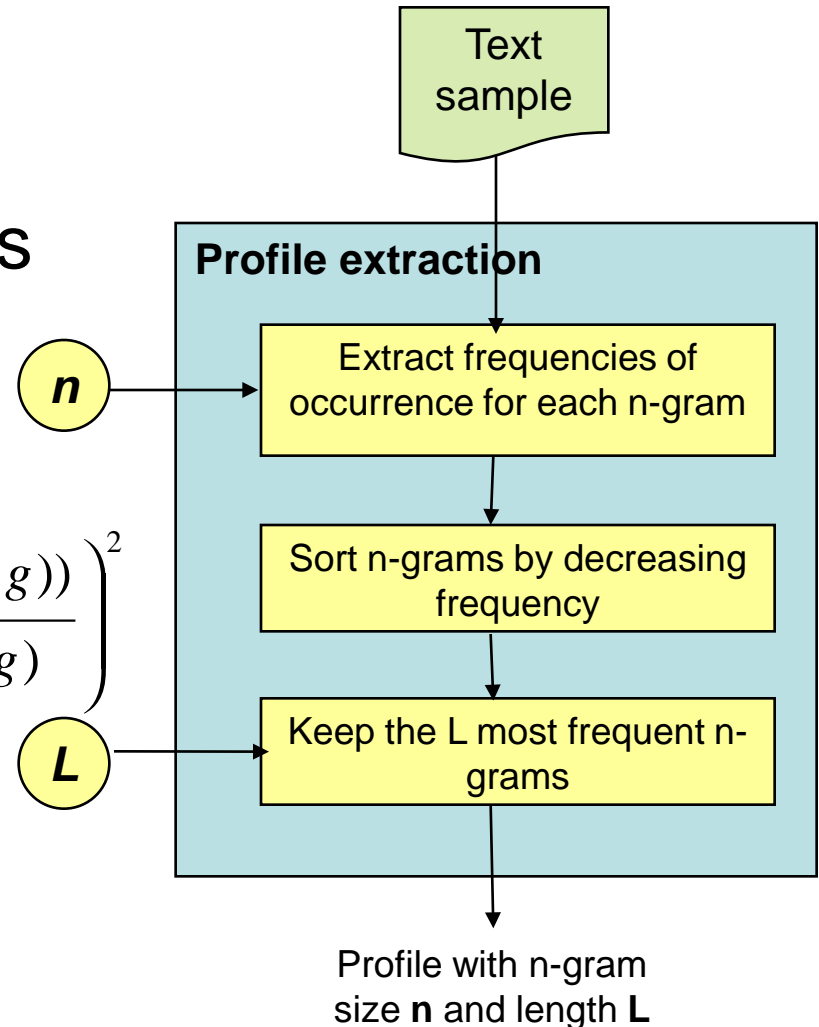 Text
sample
s
Profile extraction
n
Extract frequencies of
occurrence for each n-gram
g)) 2
g)
Sort n-grams by decreasing
frequency
L
Keep the L most frequent n-
grams
Profile with n-gram
size n and length L